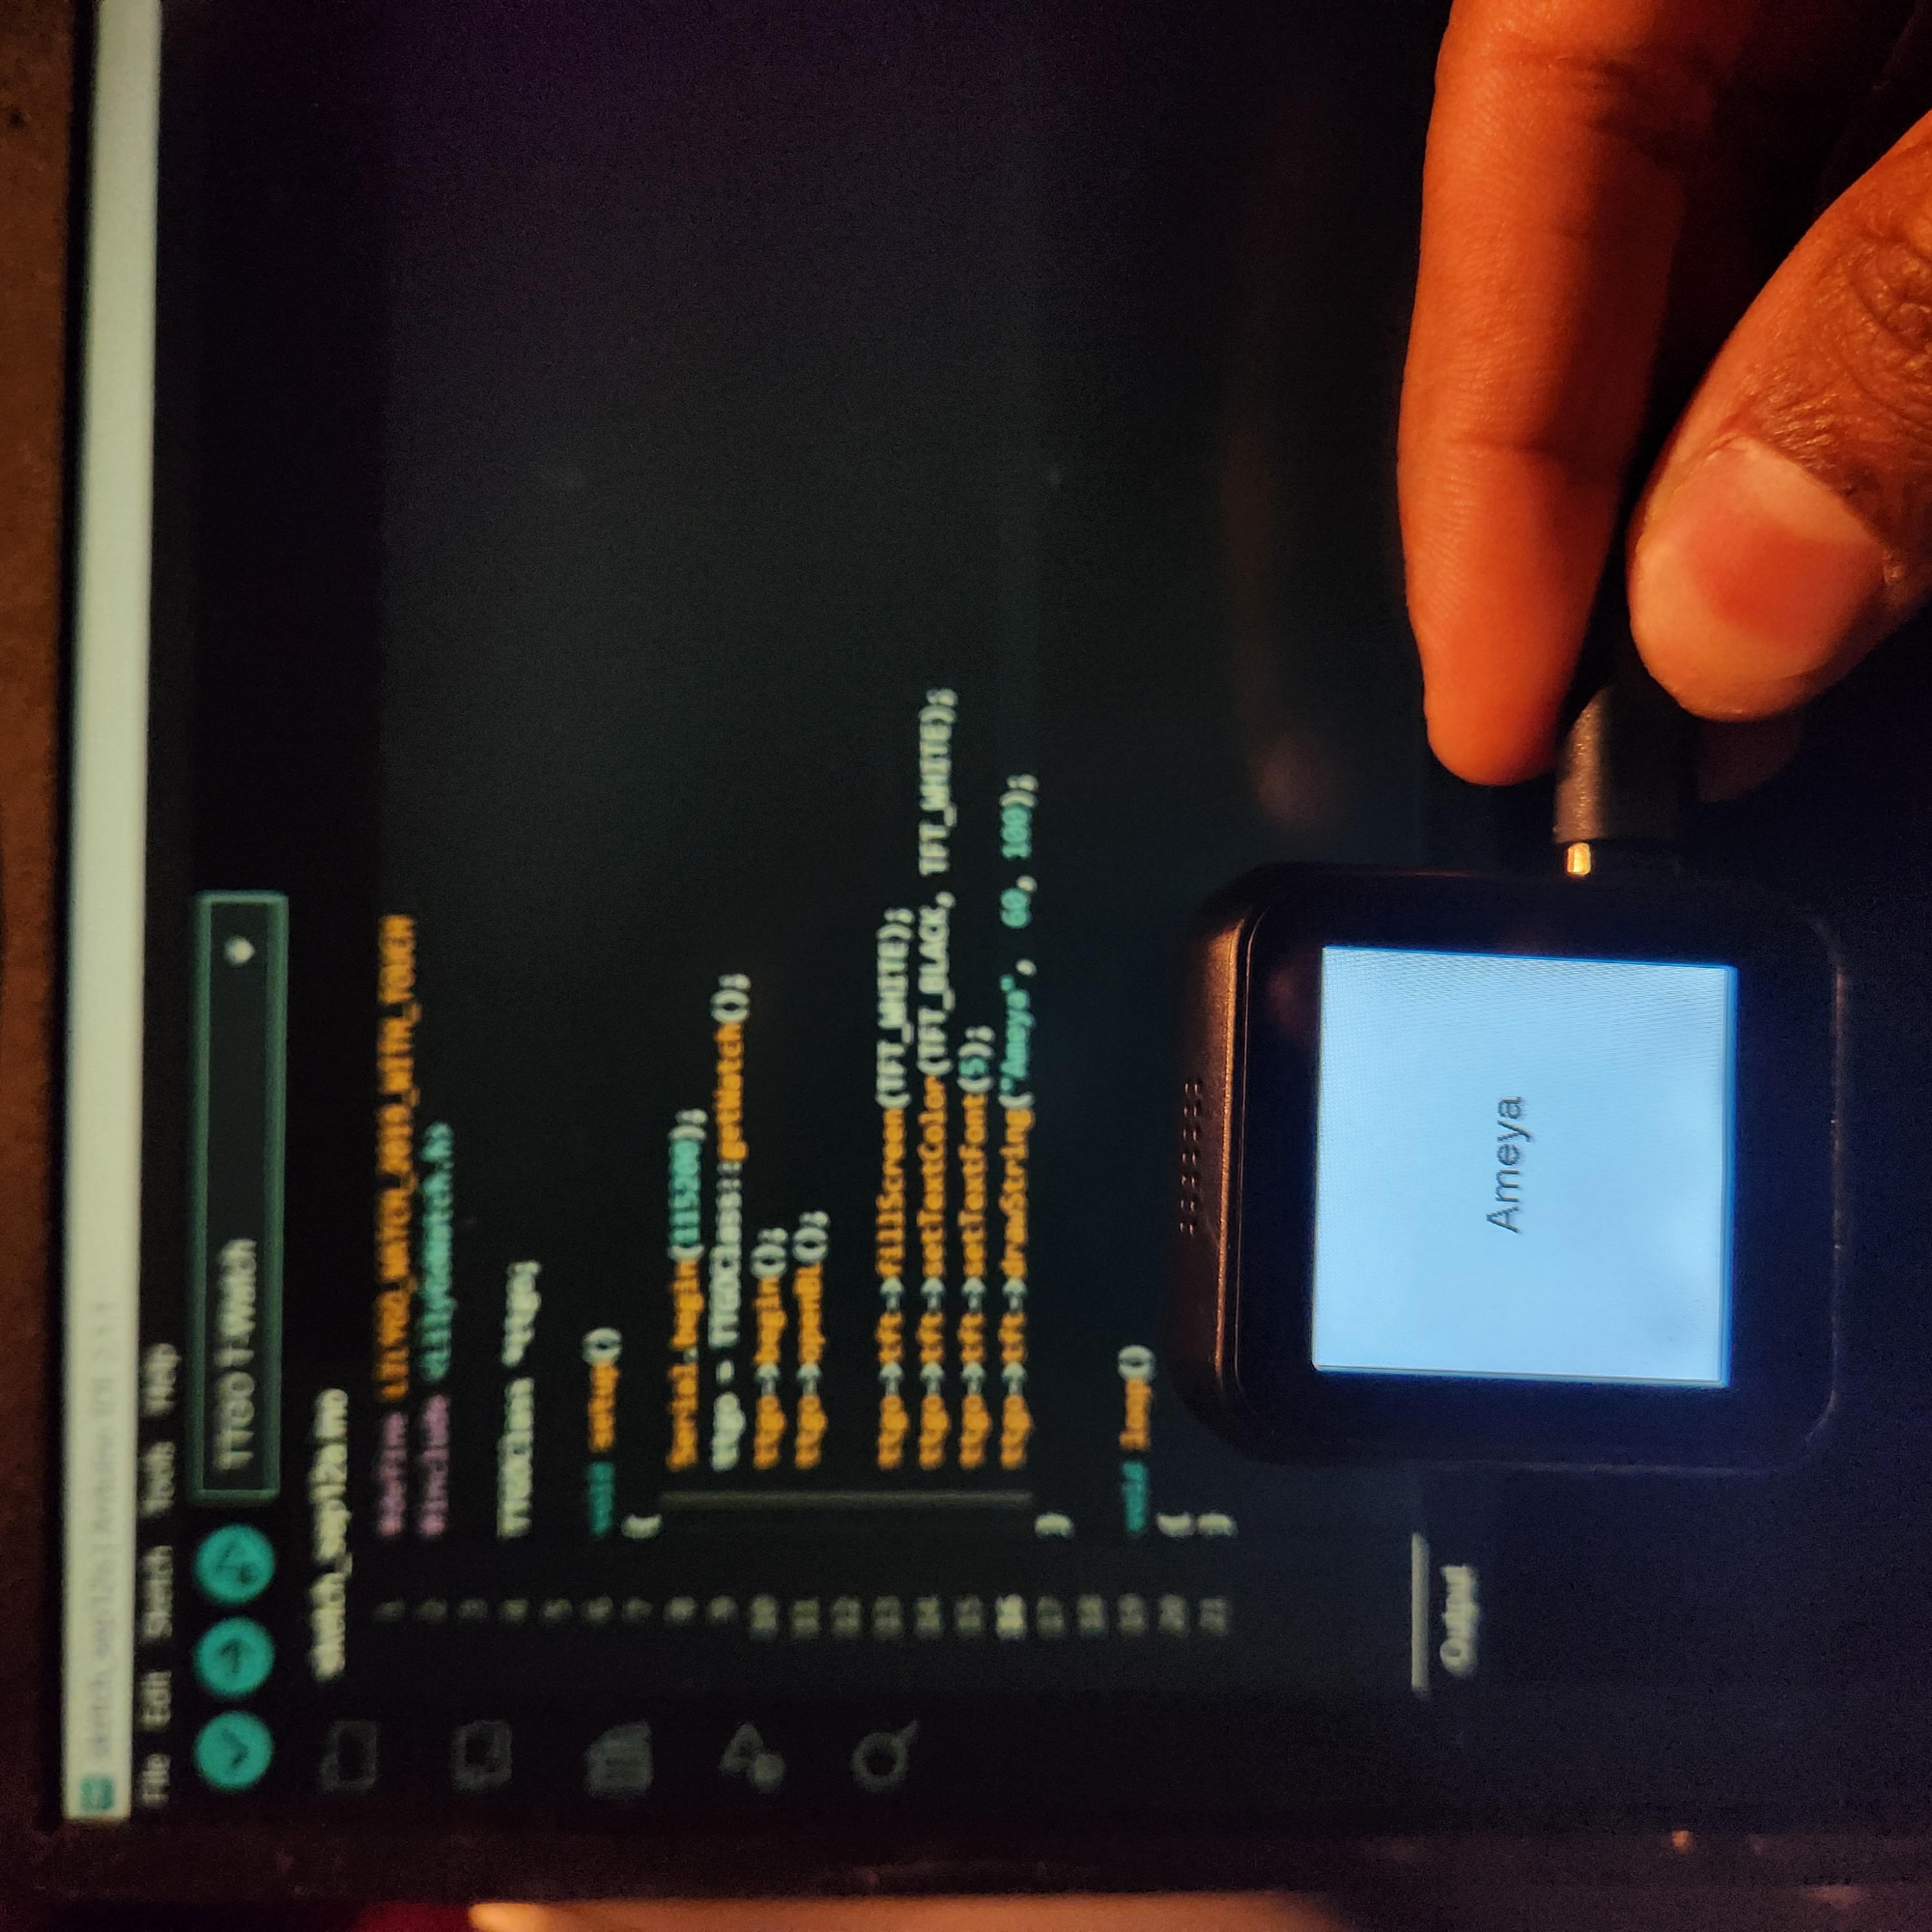 sketch_sep12a | Arduino IDE 2.1.1
File Edit Sketch Tools Help
TTGO T-Watch
sketch_sep12a.ino
1 #define LILYGO_WATCH_2019_WITH_TOUCH
2 #include <LilyGoWatch.h>
3
4 TTGOClass *ttgo;
5
6 void setup()
7 {
8 Serial.begin(115200);
9 ttgo = TTGOClass::getWatch();
10 ttgo->begin();
11 ttgo->openBL();
12
13 ttgo->tft->fillScreen(TFT_WHITE);
14 ttgo->tft->setTextColor(TFT_BLACK, TFT_WHITE);
15 ttgo->tft->setTextFont(5);
16 ttgo->tft->drawString("Ameya", 60, 100);
17 }
18
19 void loop()
20 {
21 }
Output
Ameya